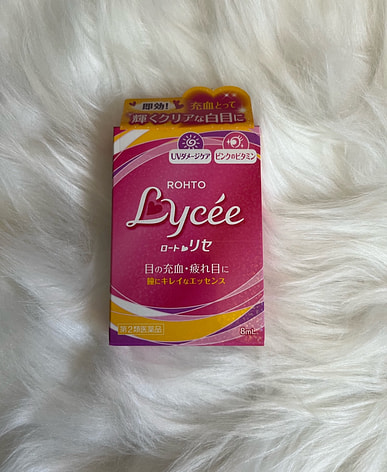 即効!
充血とって
輝くクリアな白目に
UVダメージケア
ピンクのビタミン
ROHTO
Lycée
ロートリセ
目の充血・疲れ目に
瞳にキレイなエッセンス
第2類医薬品
8mL